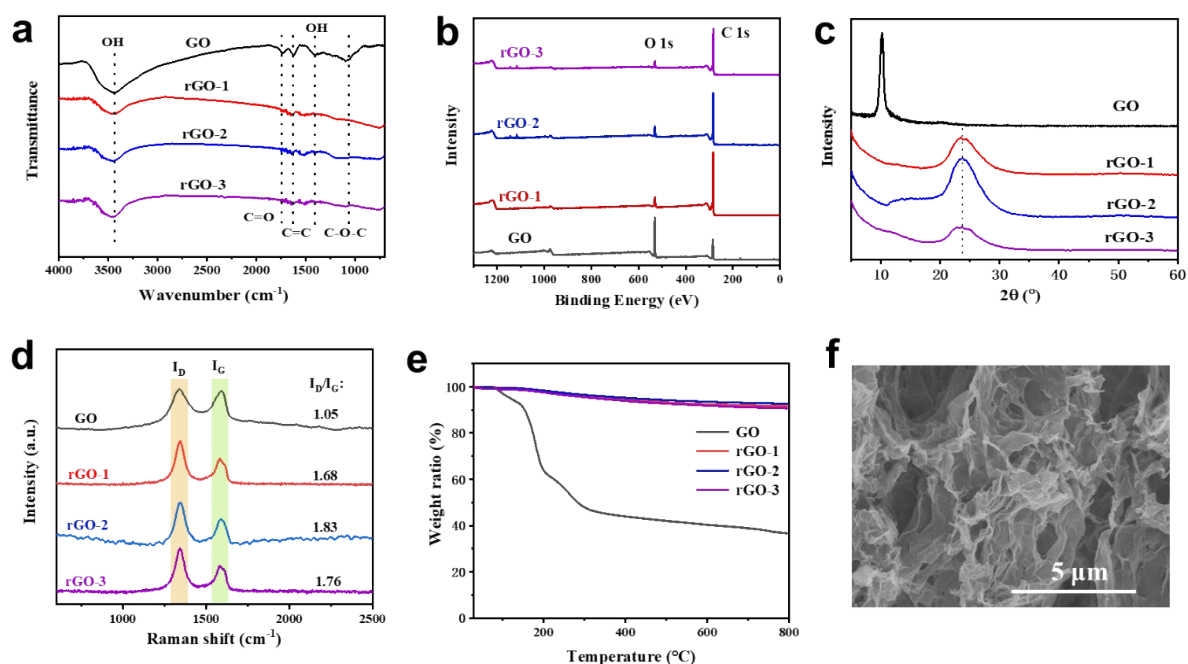 a
OH
OH
GO
rGO-1
rGO-2
rGO-3
C=O
C=C
C-O-C
Transmittance
4000 3500 3000 2500 2000 1500 1000
Wavenumber (cm-1)
b
O 1s
C 1s
rGO-3
rGO-2
rGO-1
GO
Intensity
1200 1000 800 600 400 200 0
Binding Energy (eV)
c
GO
rGO-1
rGO-2
rGO-3
Intensity
10 20 30 40 50 60
2θ (°)
d
ID
IG
ID/IG:
GO
1.05
rGO-1
1.68
rGO-2
1.83
rGO-3
1.76
Intensity (a.u.)
1000 1500 2000 2500
Raman shift (cm-1)
e
100
80
60
40
20
0
GO
rGO-1
rGO-2
rGO-3
Weight ratio (%)
200 400 600 800
Temperature (°C)
f
5 μm